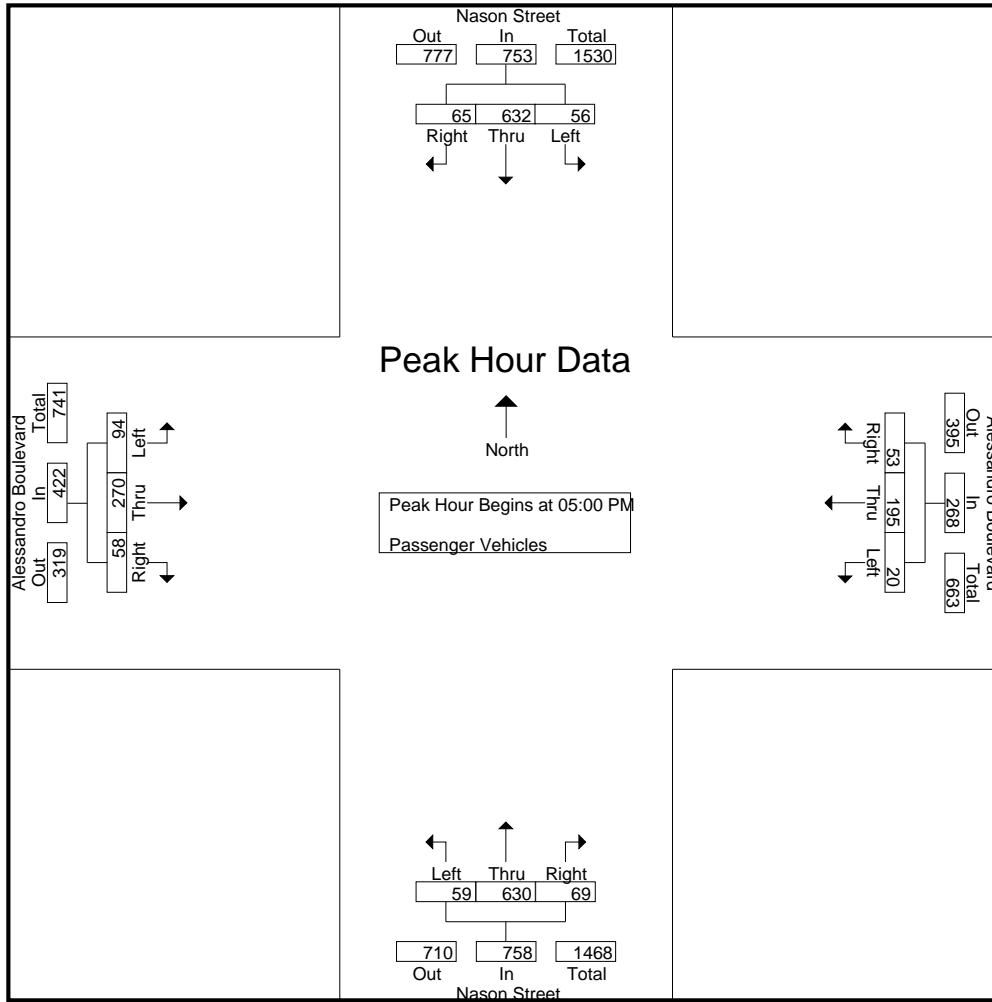 Nason Street
Out In Total
777 753 1530
65 632 56
Right Thru Left
Peak Hour Data
North
Peak Hour Begins at 05:00 PM
Passenger Vehicles
Alessandro Boulevard
Out In Total
319 422 741
Left Thru Right
94 270 58
Alessandro Boulevard
Out In Total
395 268 663
Right Thru Left
53 195 20
Left Thru Right
59 630 69
710 758 1468
Out In Total
Nason Street